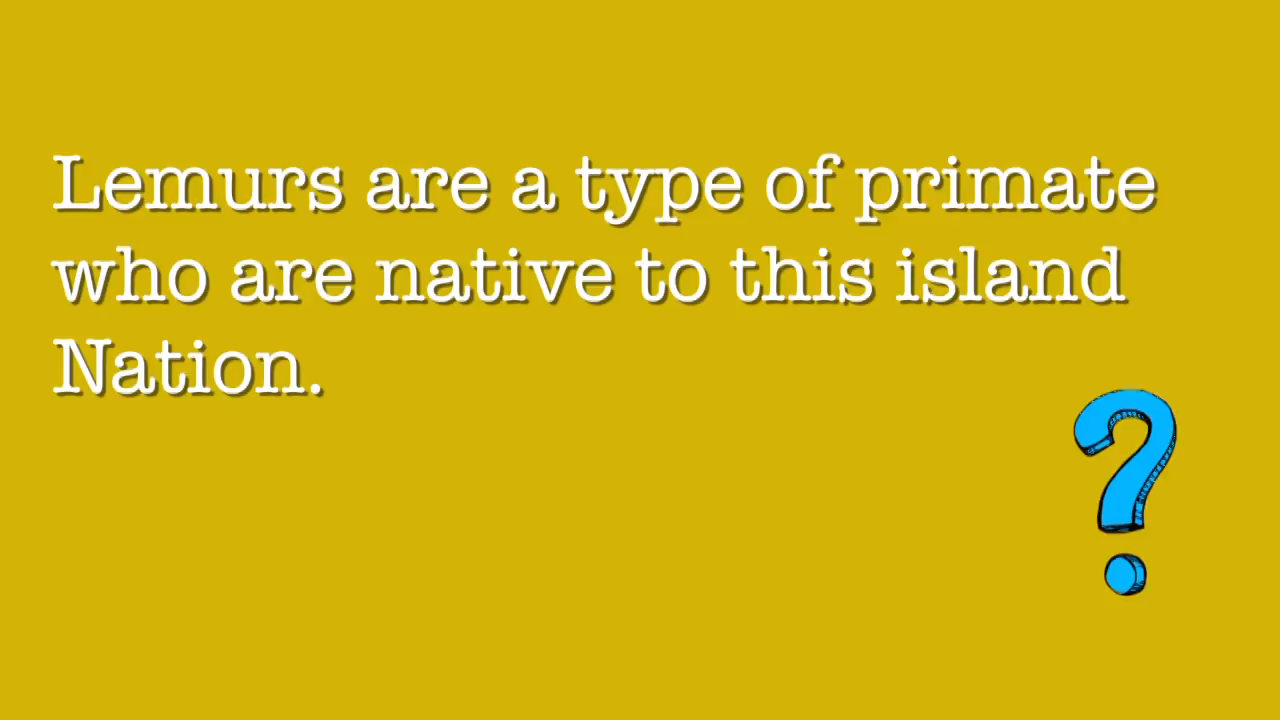 Lemurs are a type of primate
who are native to this island
Nation.
?